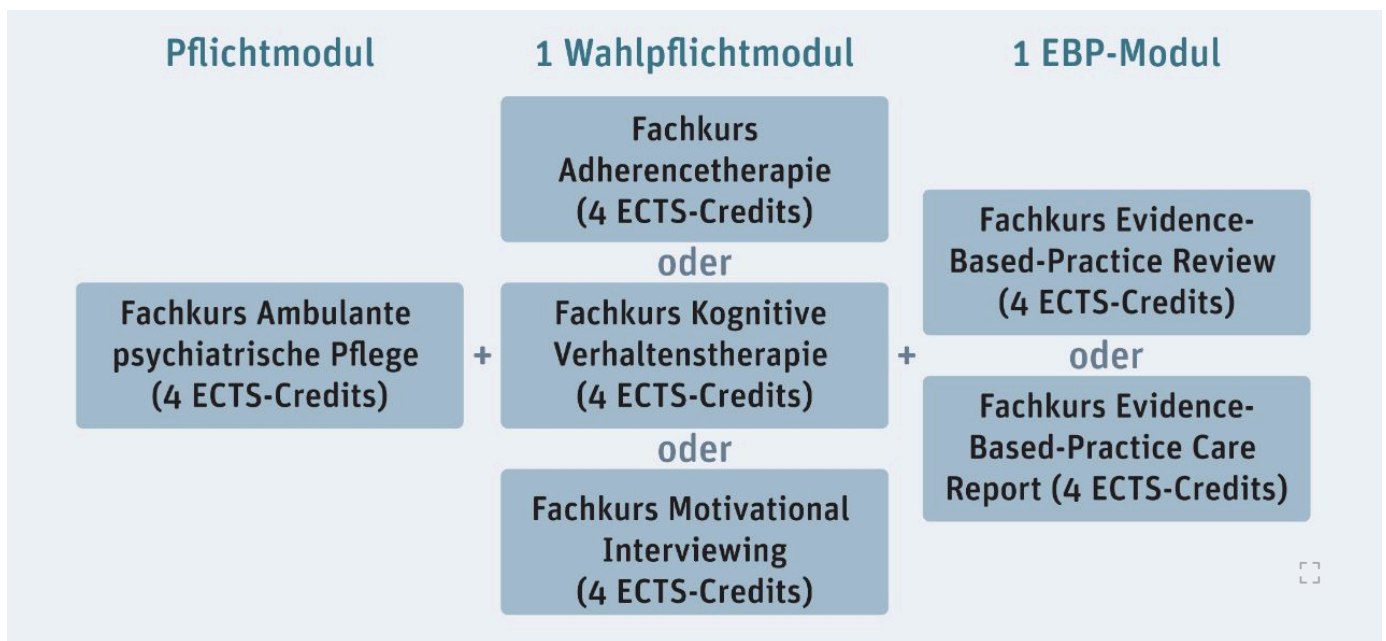 Pflichtmodul
1 Wahlpflichtmodul
1 EBP-Modul
Fachkurs Ambulante
psychiatrische Pflege
(4 ECTS-Credits)
+
Fachkurs
Adherencetherapie
(4 ECTS-Credits)
oder
Fachkurs Kognitive
Verhaltenstherapie
(4 ECTS-Credits)
oder
Fachkurs Motivational
Interviewing
(4 ECTS-Credits)
+
Fachkurs Evidence-
Based-Practice Review
(4 ECTS-Credits)
oder
Fachkurs Evidence-
Based-Practice Care
Report (4 ECTS-Credits)